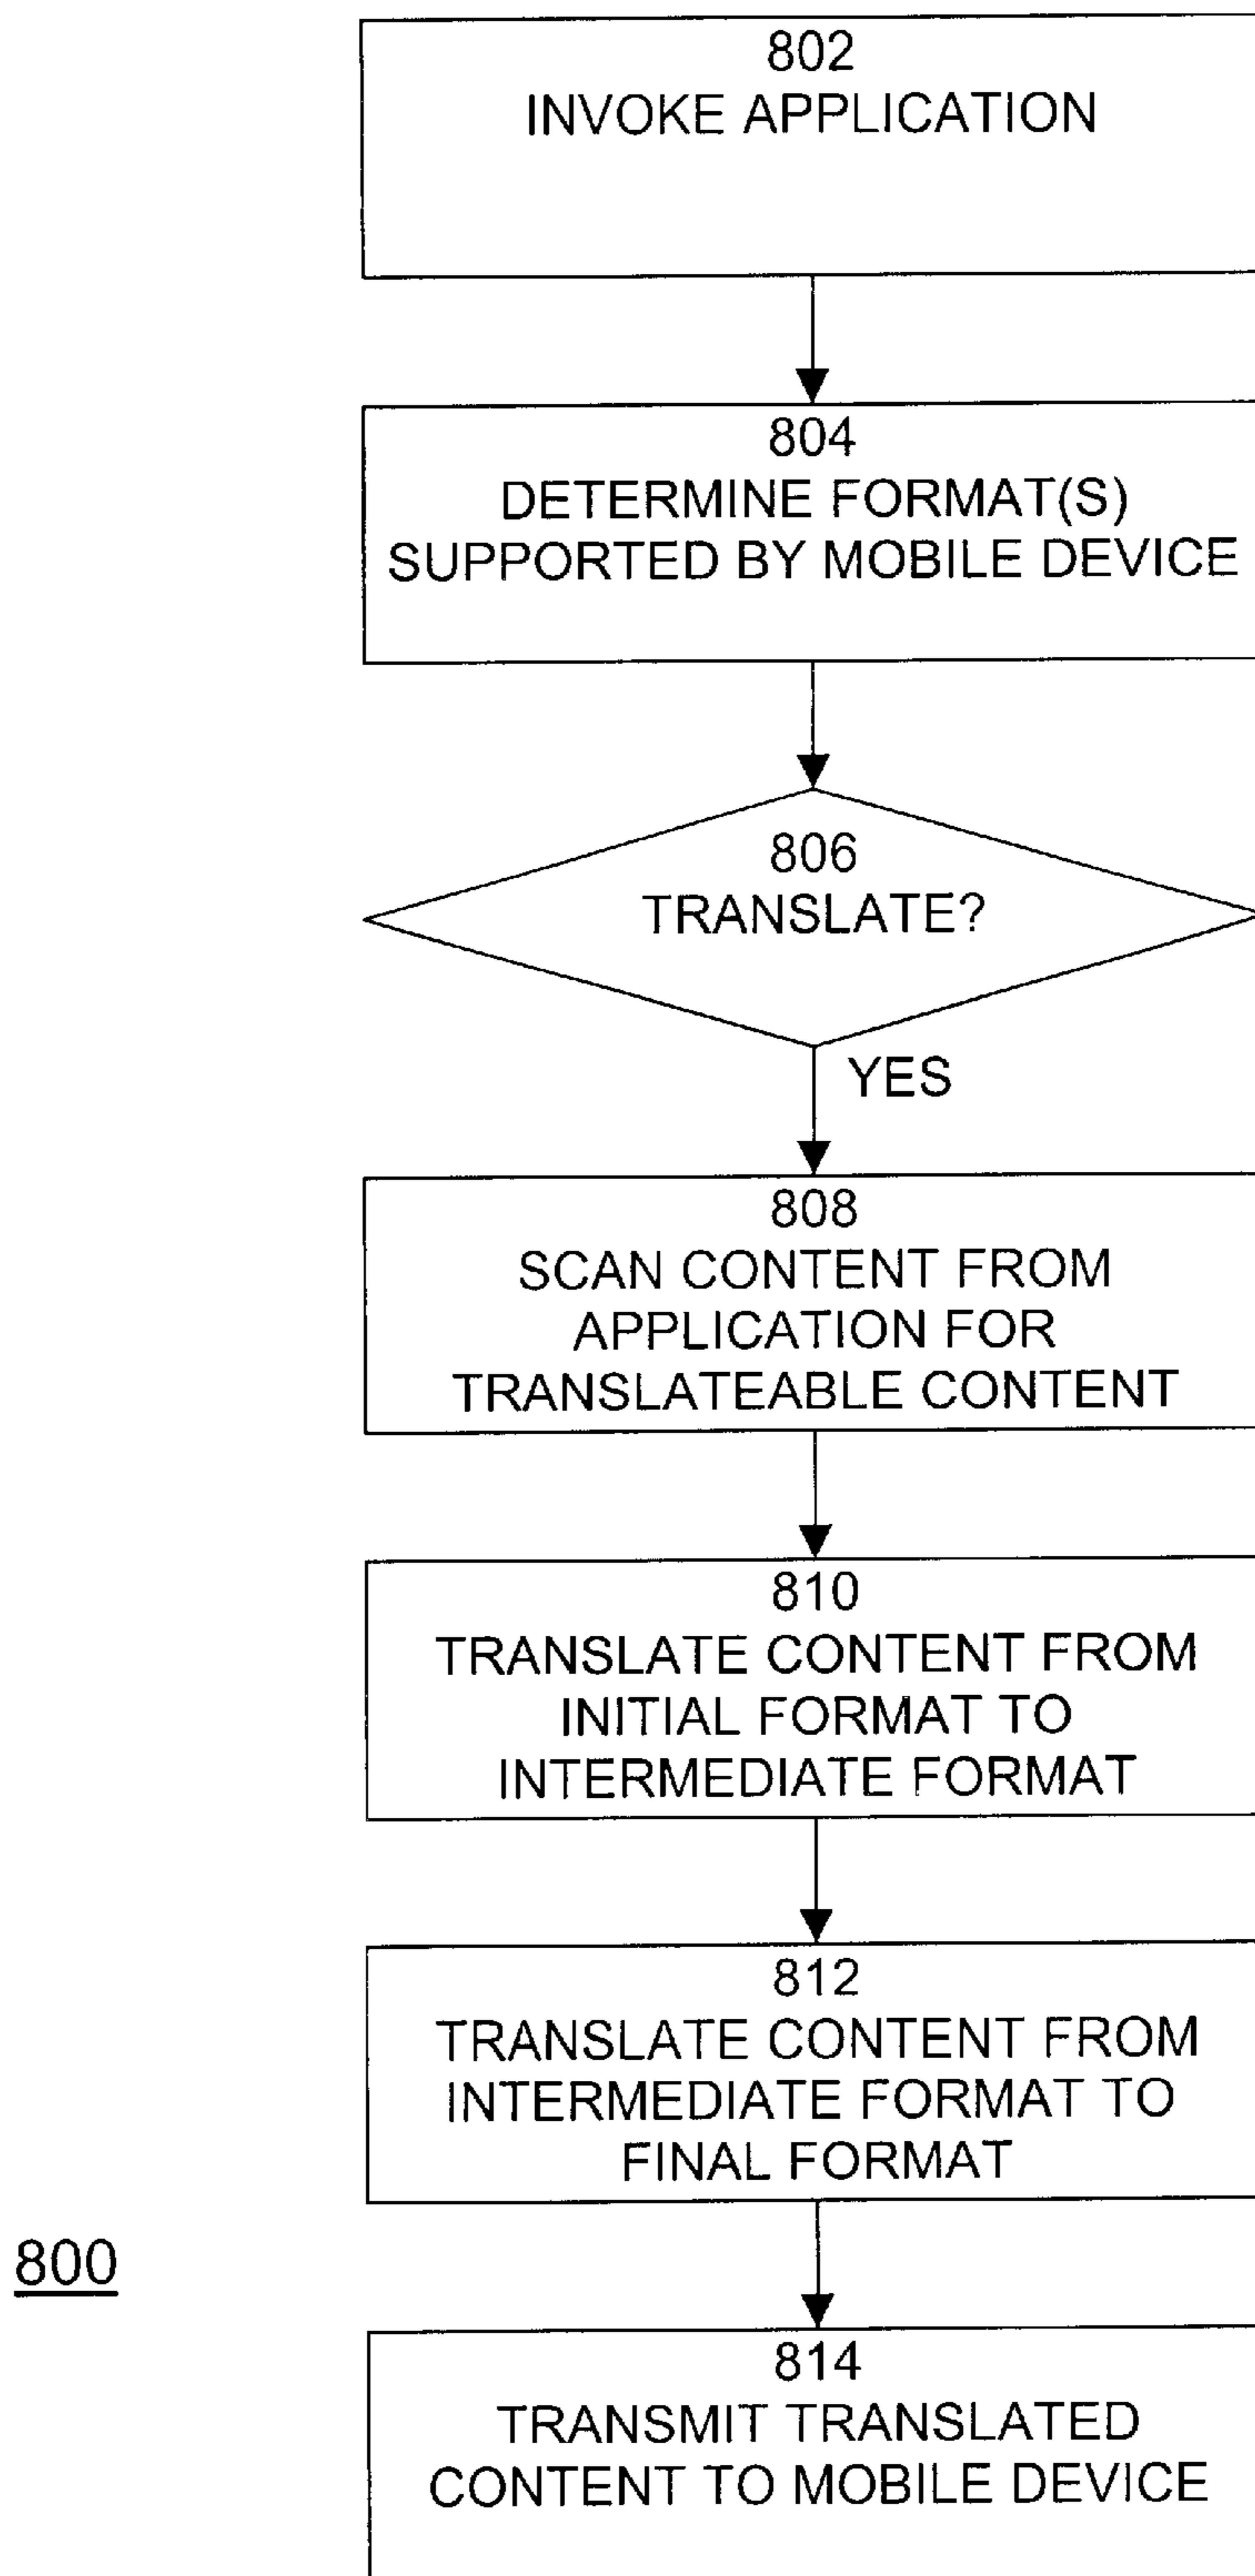 802
INVOKE APPLICATION
804
DETERMINE FORMAT(S)
SUPPORTED BY MOBILE DEVICE
806
TRANSLATE?
YES
808
SCAN CONTENT FROM
APPLICATION FOR
TRANSLATEABLE CONTENT
810
TRANSLATE CONTENT FROM
INITIAL FORMAT TO
INTERMEDIATE FORMAT
812
TRANSLATE CONTENT FROM
INTERMEDIATE FORMAT TO
FINAL FORMAT
800
814
TRANSMIT TRANSLATED
CONTENT TO MOBILE DEVICE